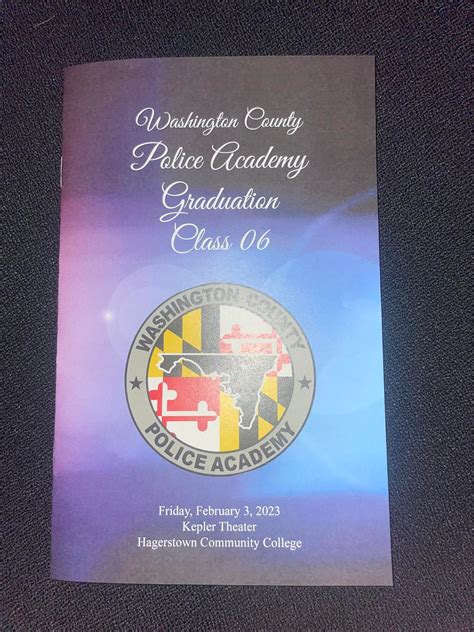 Washington County
Police Academy
Graduation
Class 06
WASHINGTON COUNTY
POLICE ACADEMY
Friday, February 3, 2023
Kepler Theater
Hagerstown Community College